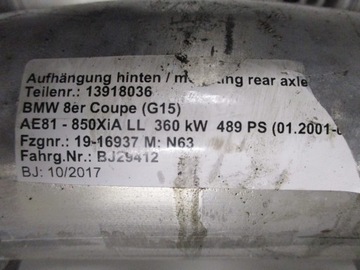 Aufhängung hinten / mounting rear axle
Teilenr.: 13918036
BMW 8er Coupe (G15)
AE81 - 850XiA LL 360 kW 489 PS (01.2001-
Fzgnr.: 19-16937 M: N63
Fahrg.Nr.: BJ29412
BJ: 10/2017